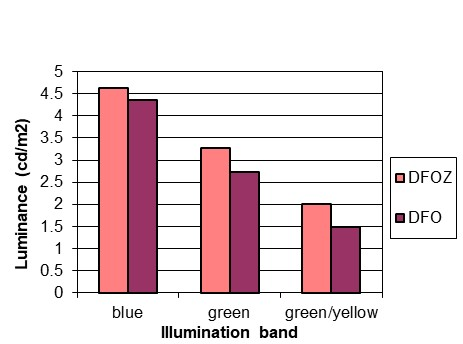 Luminance (cd/m2)
5
4.5
4
3.5
3
2.5
2
1.5
1
0.5
0
blue green green/yellow
Illumination band
DFOZ
DFO